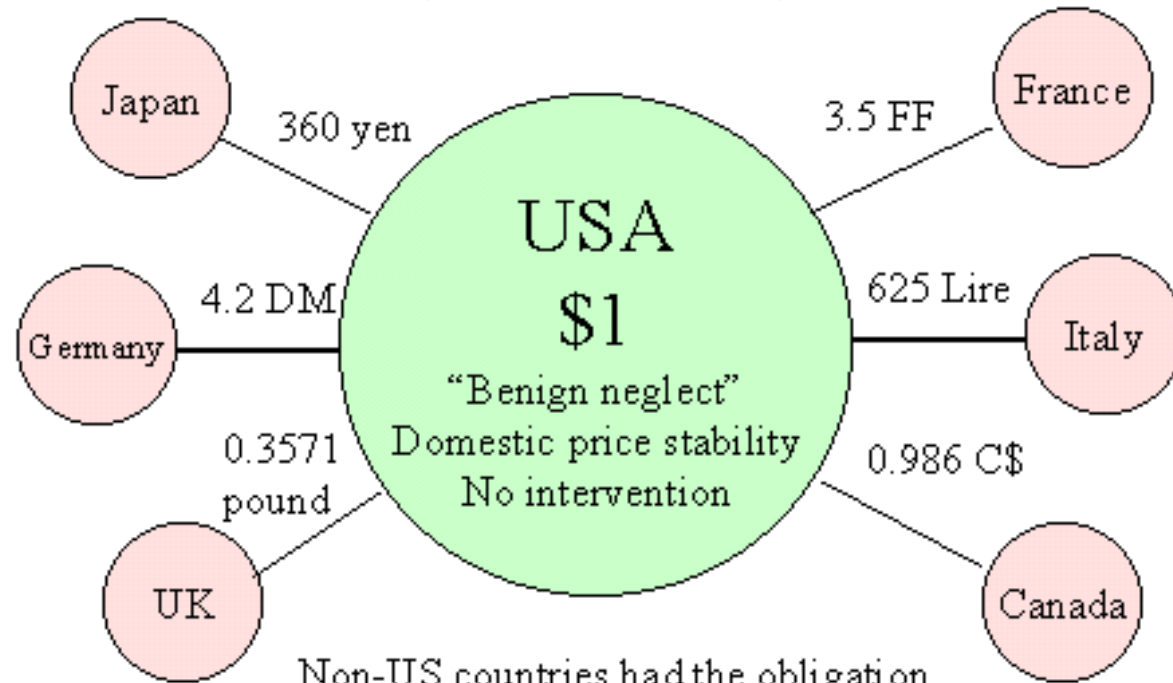 Japan
360 yen
3.5 FF
France
USA
$1
“Benign neglect”
Domestic price stability
No intervention
4.2 DM
Germany
625 Lire
Italy
0.3571
pound
UK
0.986 C$
Canada
Non-US countries had the obligation